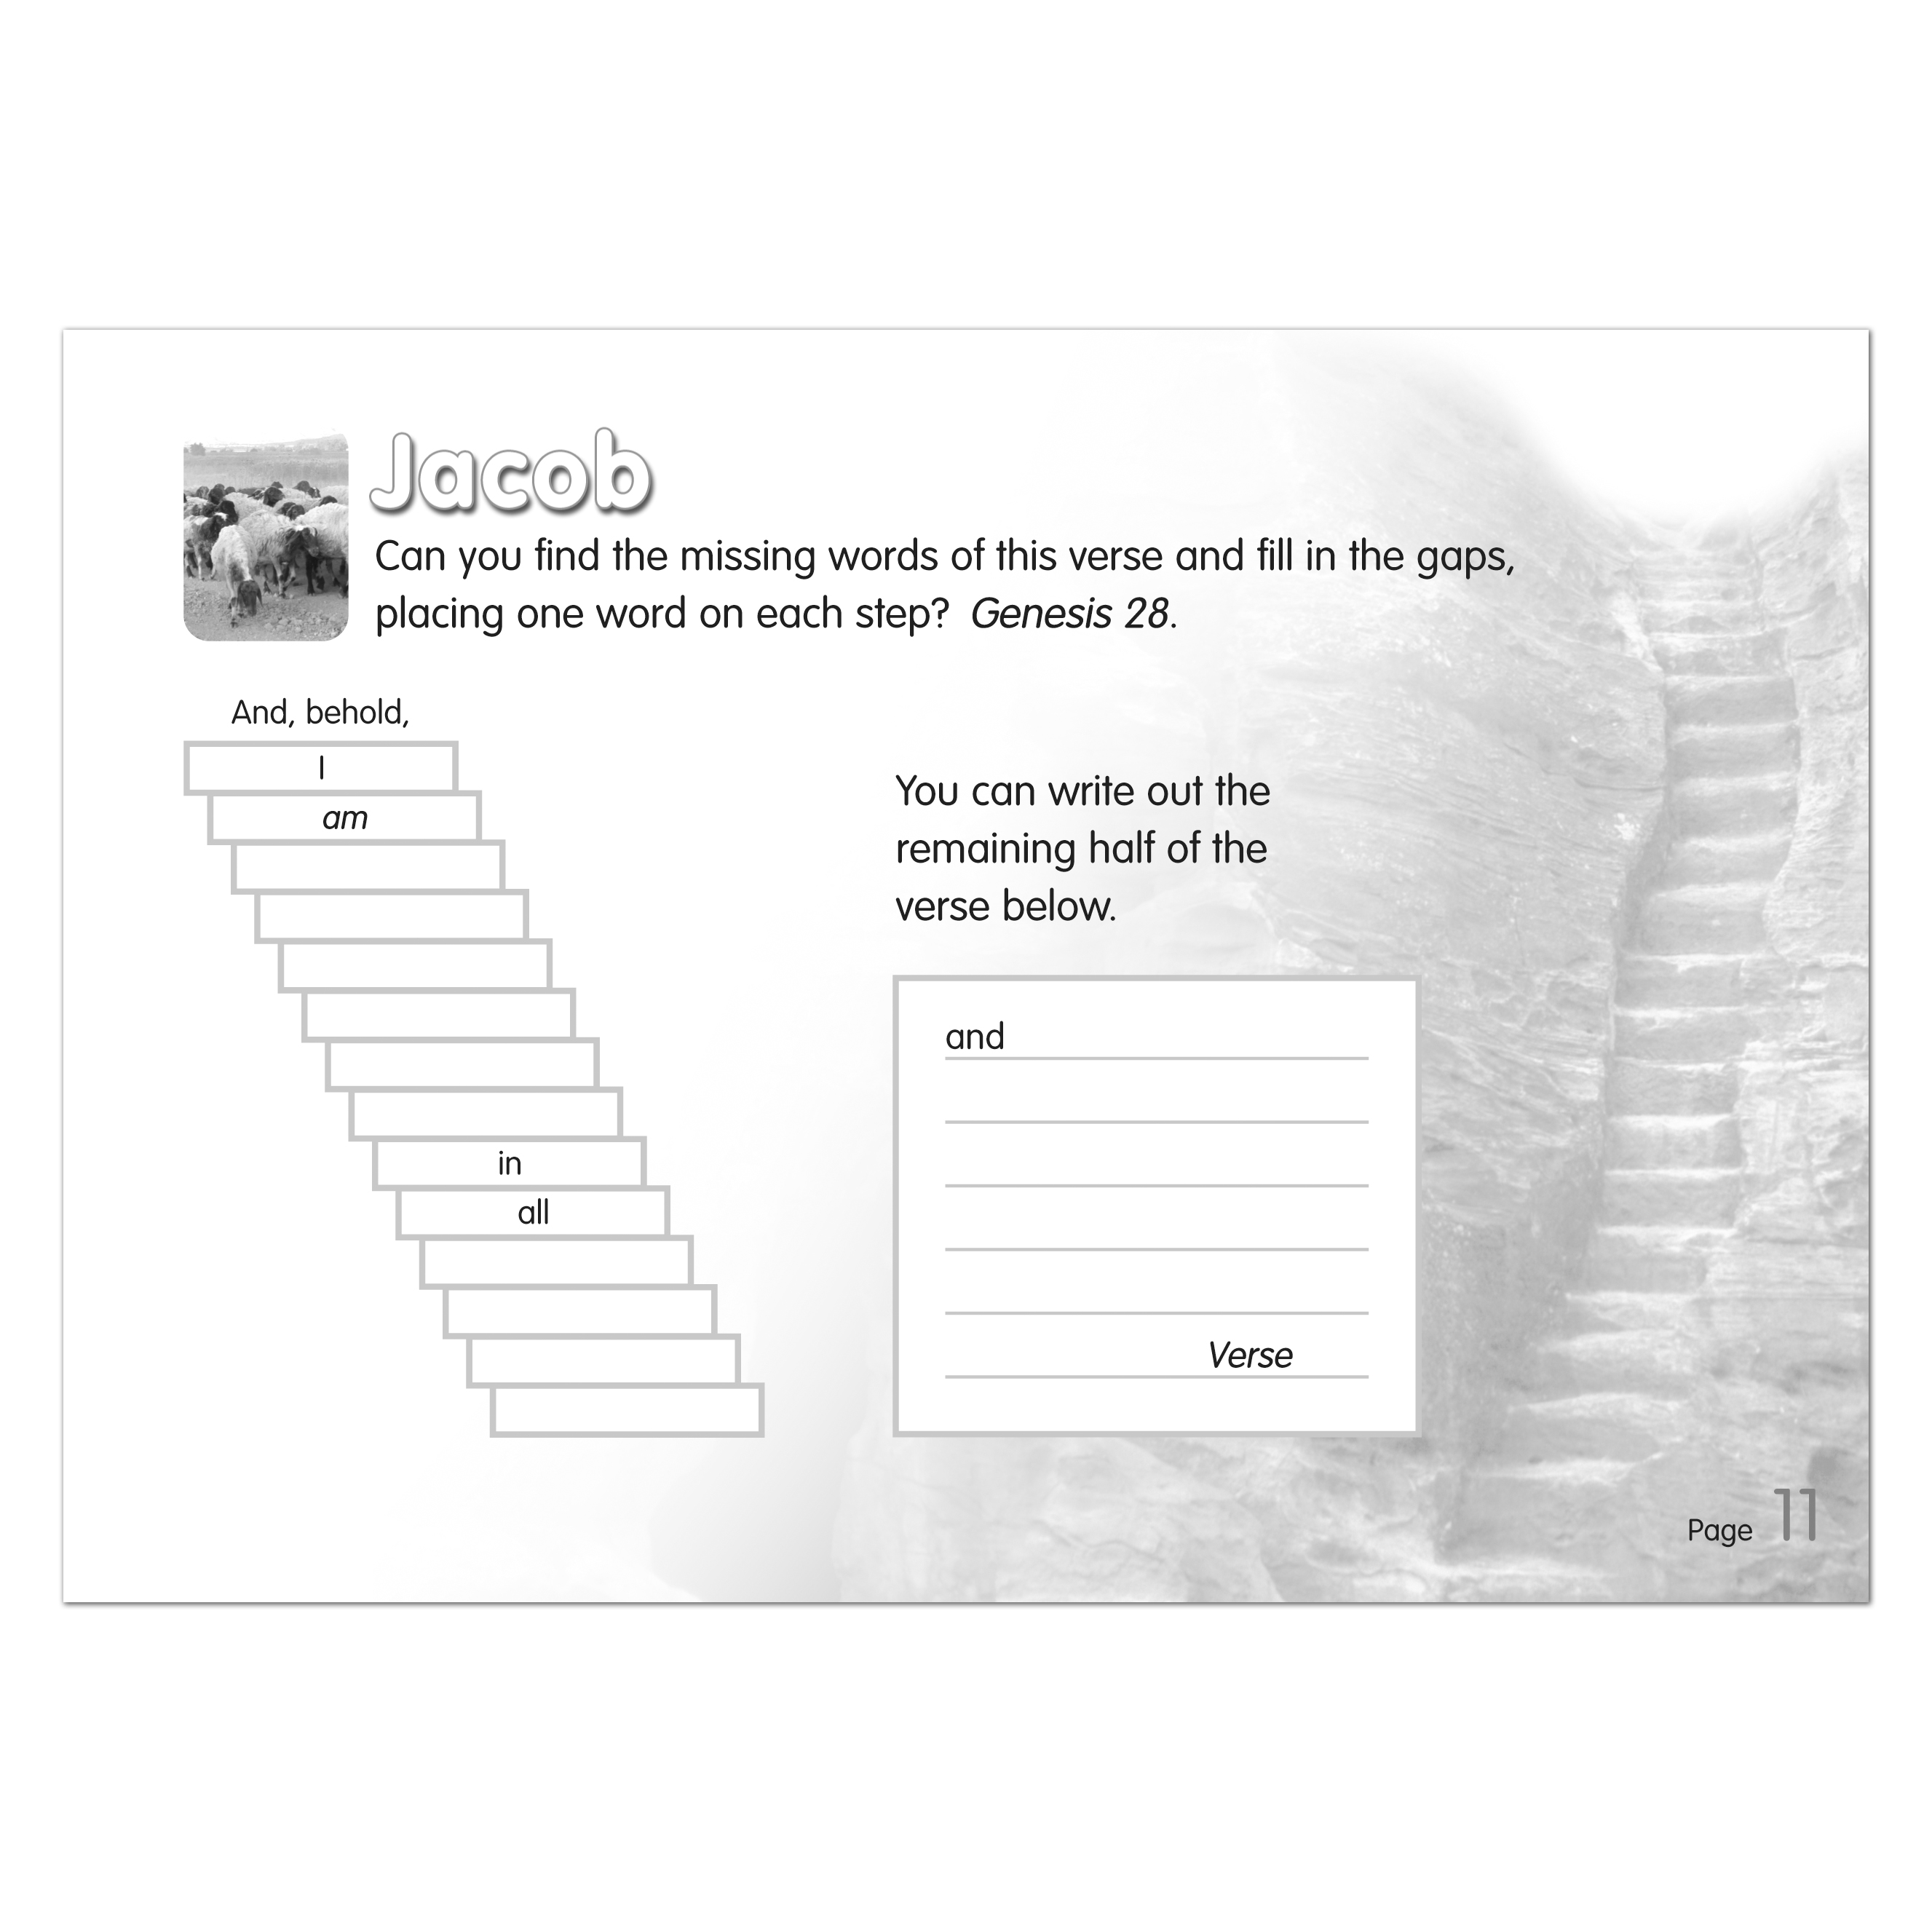 Jacob
Can you find the missing words of this verse and fill in the gaps,
placing one word on each step? Genesis 28.
And, behold,
I
am
in
all
You can write out the
remaining half of the
verse below.
and
Verse
Page 11